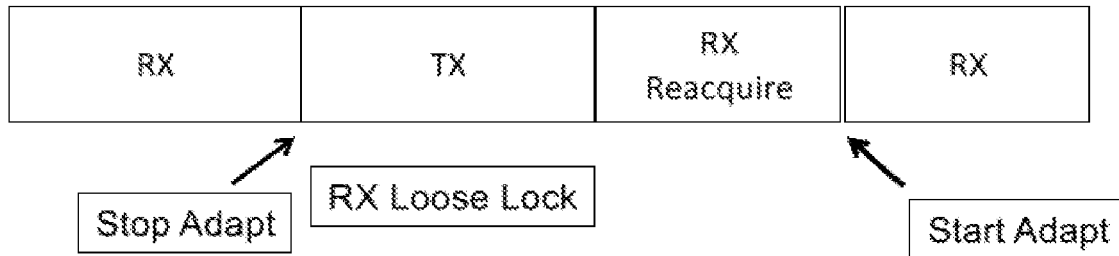 RX
TX
RX
Reacquire
RX
Stop Adapt
RX Loose Lock
Start Adapt